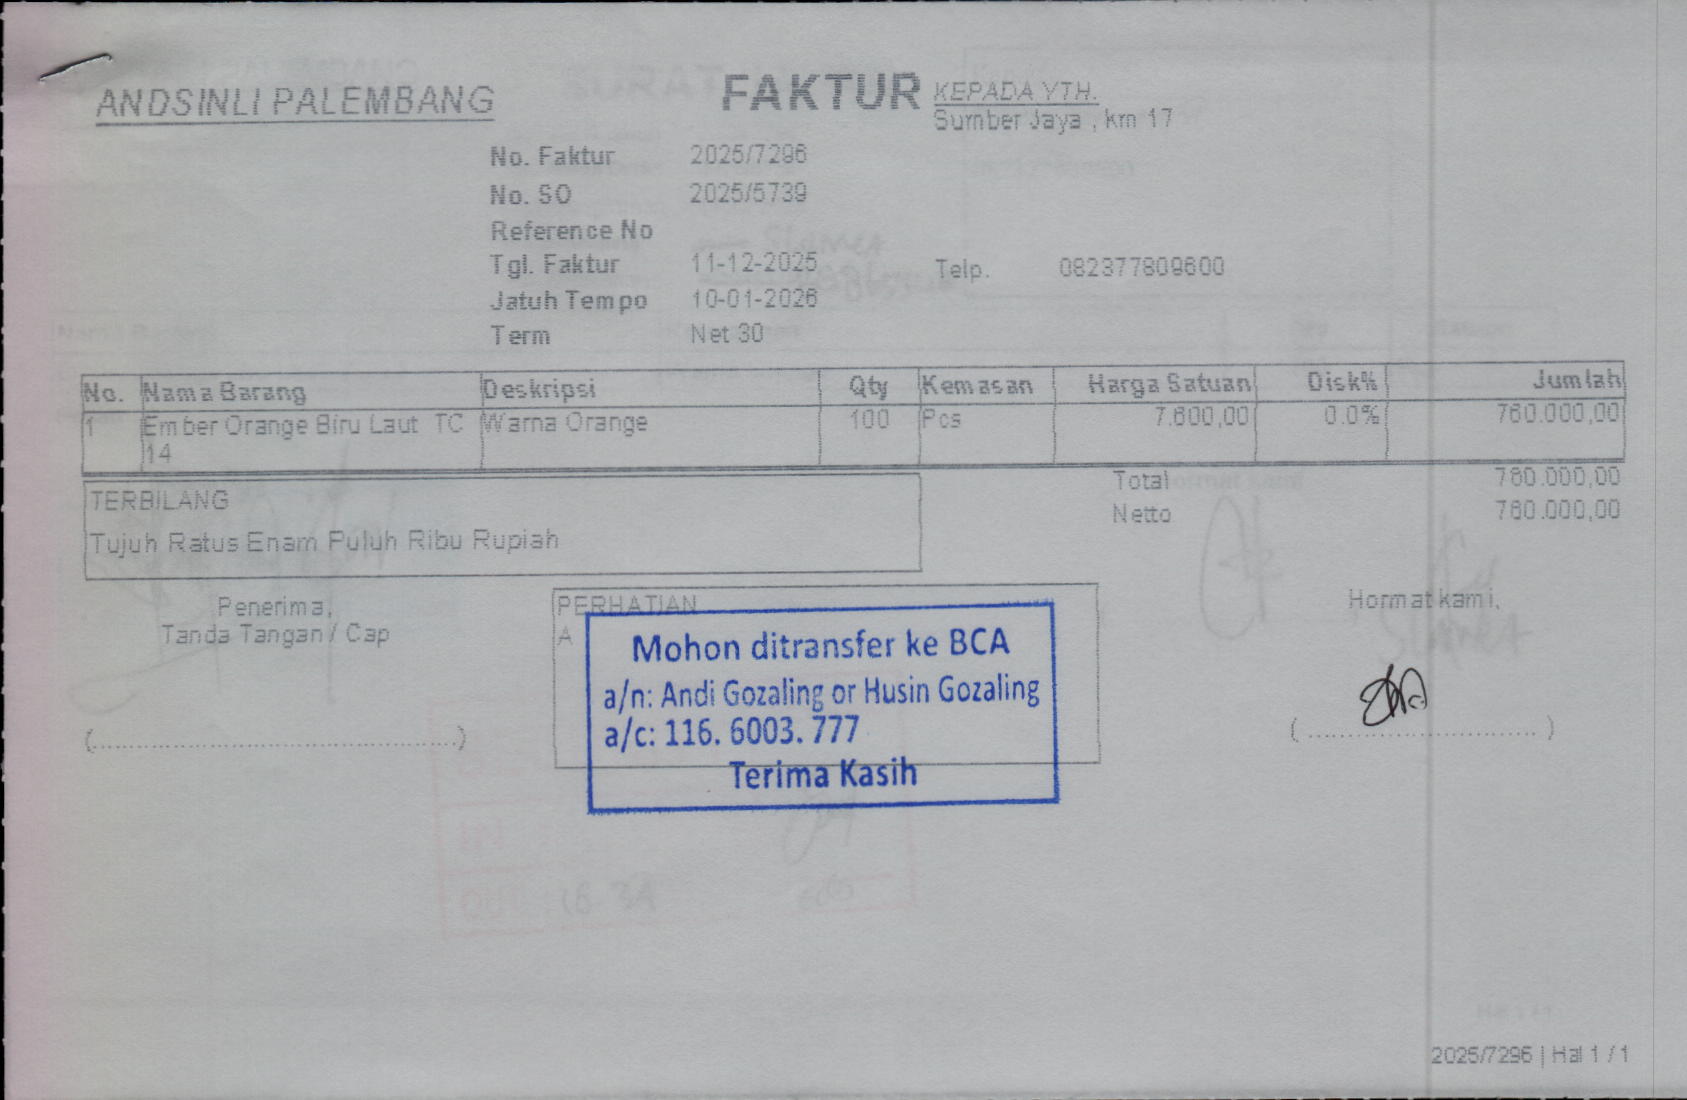 ANDSINLI PALEMBANG
FAKTUR
KEPADA YTH.
Sumber Jaya , km 17
No. Faktur 2025/7296
No. SO 2025/5739
Reference No
Tgl. Faktur 11-12-2025
Telp. 082377809600
Jatuh Tempo 10-01-2026
Term Net 30
No. Nama Barang Deskripsi Qty Kemasan Harga Satuan Disk% Jumlah
1 Ember Orange Biru Laut TC 14 Warna Orange 100 Pcs 7.600,00 0.0% 760.000,00
Total 760.000,00
Netto 760.000,00
TERBILANG
Tujuh Ratus Enam Puluh Ribu Rupiah
Penerima,
Tanda Tangan / Cap
PERHATIAN
A
Mohon ditransfer ke BCA
a/n: Andi Gozaling or Husin Gozaling
a/c: 116. 6003. 777
Terima Kasih
Hormat kami,
2025/7296 | Hal 1 / 1